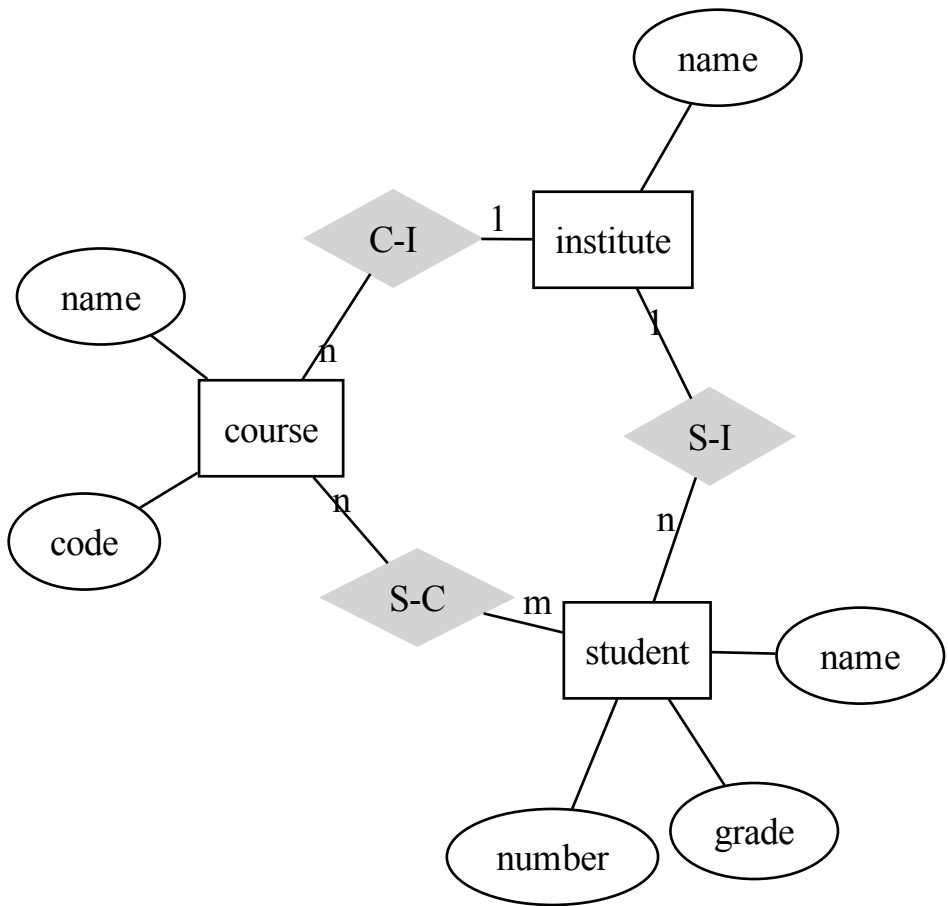 name
1
C-I
institute
name
1
n
course
S-I
n
n
code
S-C
m
student
name
grade
number